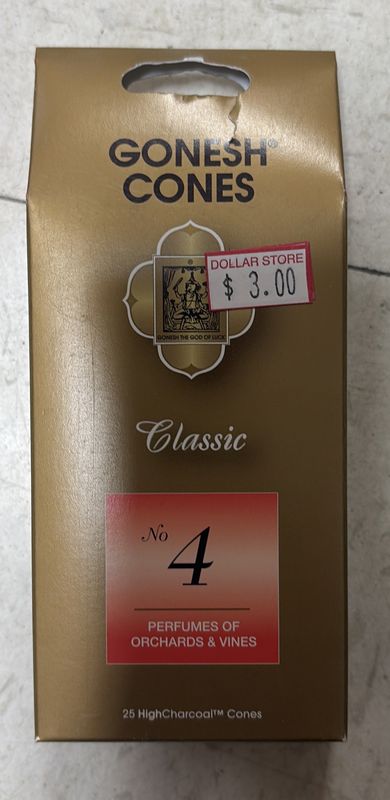 GONESH®
CONES
DOLLAR STORE
$ 3.00
GONESH THE GOD OF LUCK
Classic
No 4
PERFUMES OF
ORCHARDS & VINES
25 HighCharcoal™ Cones